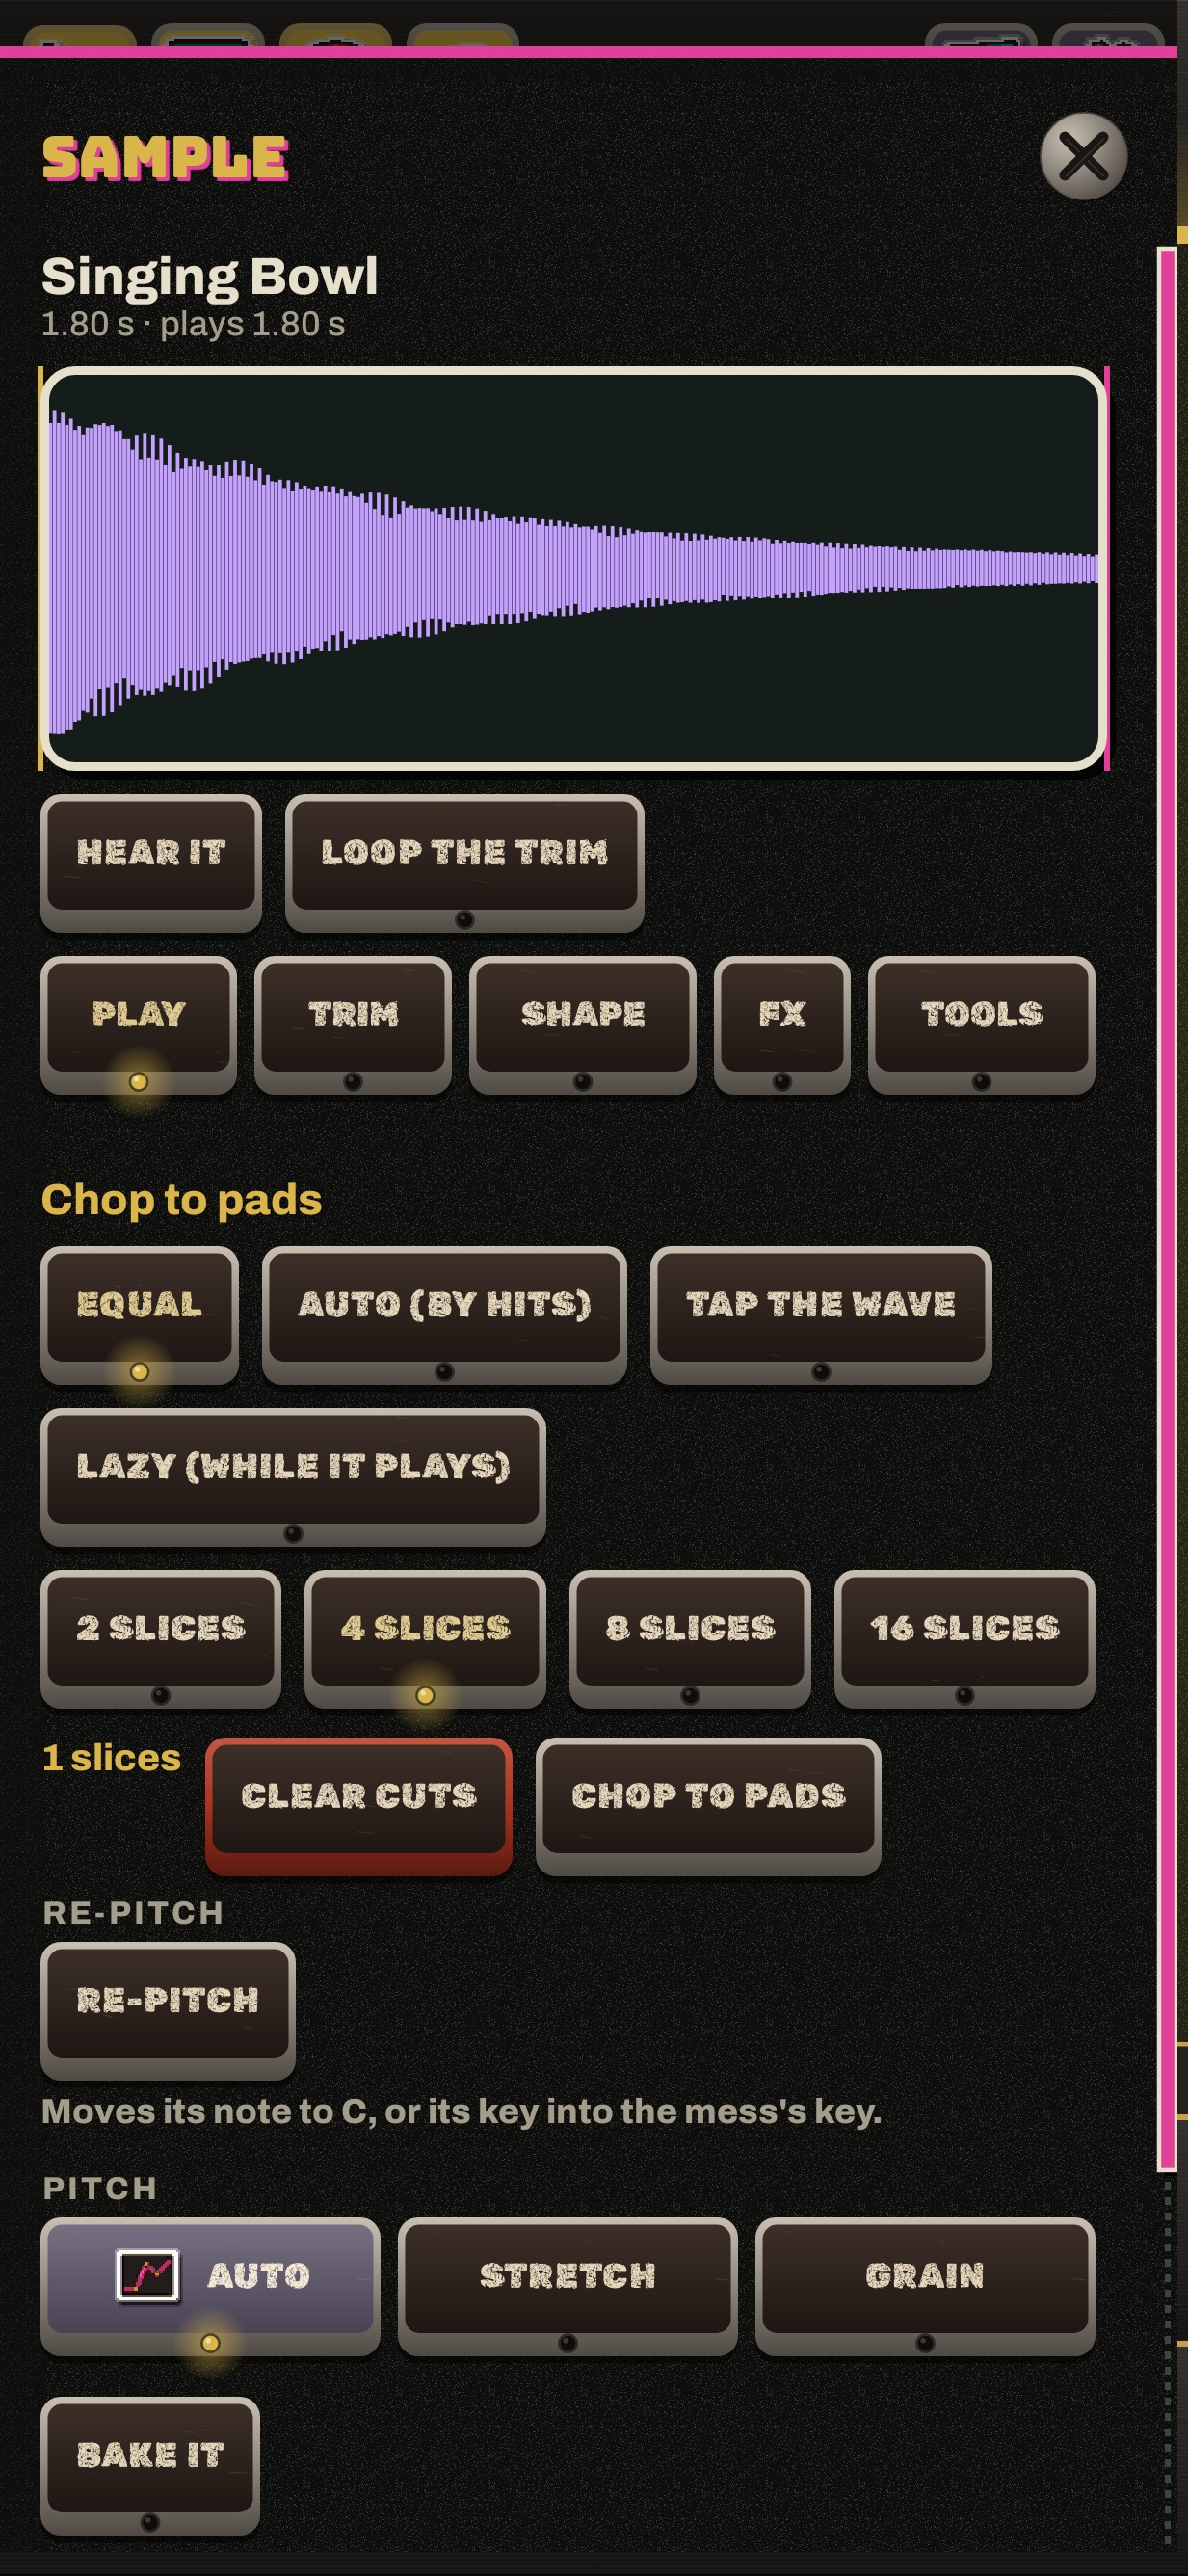 SAMPLE
Singing Bowl
1.80 s · plays 1.80 s
HEAR IT LOOP THE TRIM
PLAY TRIM SHAPE FX TOOLS
Chop to pads
EQUAL AUTO (BY HITS) TAP THE WAVE
LAZY (WHILE IT PLAYS)
2 SLICES 4 SLICES 8 SLICES 16 SLICES
1 slices CLEAR CUTS CHOP TO PADS
RE-PITCH
RE-PITCH
Moves its note to C, or its key into the mess's key.
PITCH
AUTO STRETCH GRAIN
BAKE IT